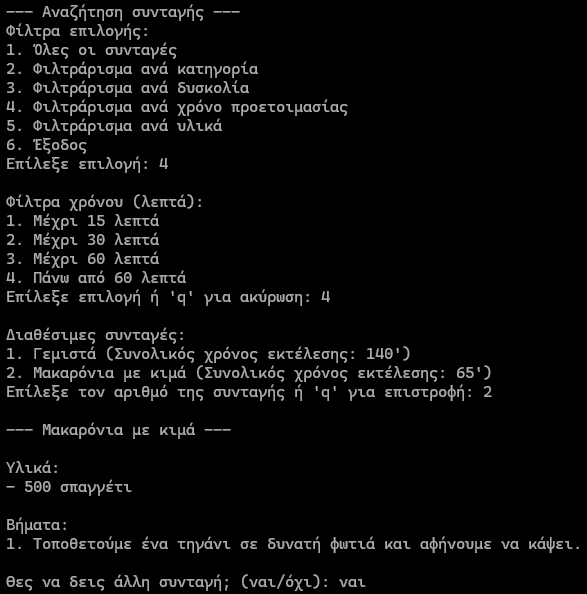 --- Αναζήτηση συνταγής ---
Φίλτρα επιλογής:
1. Όλες οι συνταγές
2. Φιλτράρισμα ανά κατηγορία
3. Φιλτράρισμα ανά δυσκολία
4. Φιλτράρισμα ανά χρόνο προετοιμασίας
5. Φιλτράρισμα ανά υλικά
6. Έξοδος
Επίλεξε επιλογή: 4

Φίλτρα χρόνου (λεπτά):
1. Μέχρι 15 λεπτά
2. Μέχρι 30 λεπτά
3. Μέχρι 60 λεπτά
4. Πάνω από 60 λεπτά
Επίλεξε επιλογή ή 'q' για ακύρωση: 4

Διαθέσιμες συνταγές:
1. Γεμιστά (Συνολικός χρόνος εκτέλεσης: 140')
2. Μακαρόνια με κιμά (Συνολικός χρόνος εκτέλεσης: 65')
Επίλεξε τον αριθμό της συνταγής ή 'q' για επιστροφή: 2

--- Μακαρόνια με κιμά ---

Υλικά:
- 500 σπαγγέτι

Βήματα:
1. Τοποθετούμε ένα τηγάνι σε δυνατή φωτιά και αφήνουμε να κάψει.

Θες να δεις άλλη συνταγή; (ναι/όχι): ναι